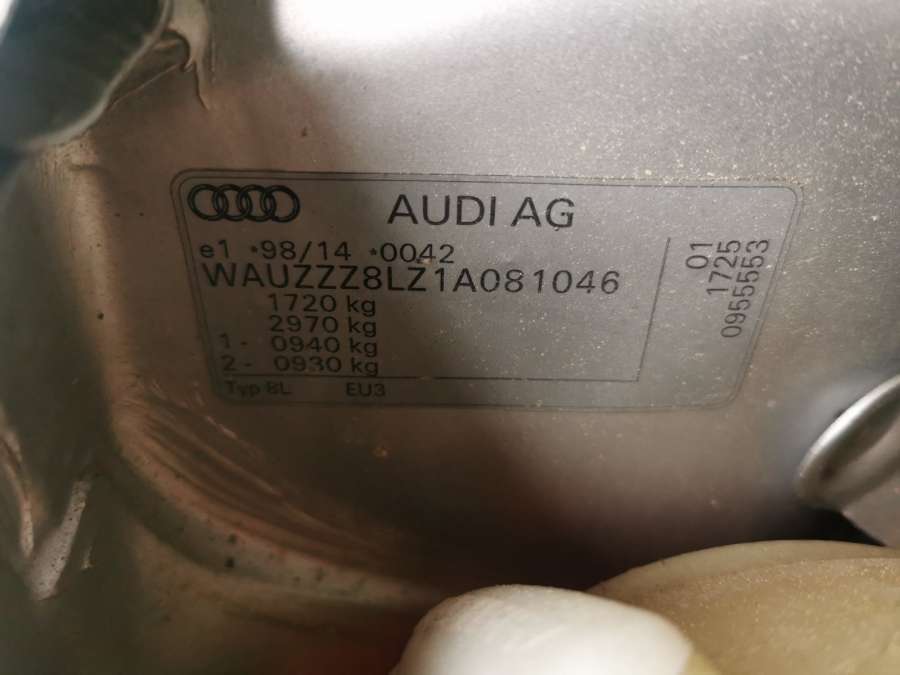 AUDI AG
e1 *98/14 *0042
WAUZZZ8LZ1A081046
1720 kg
2970 kg
1 - 0940 kg
2 - 0930 kg
Typ 8L EU3
01
1725
0955553